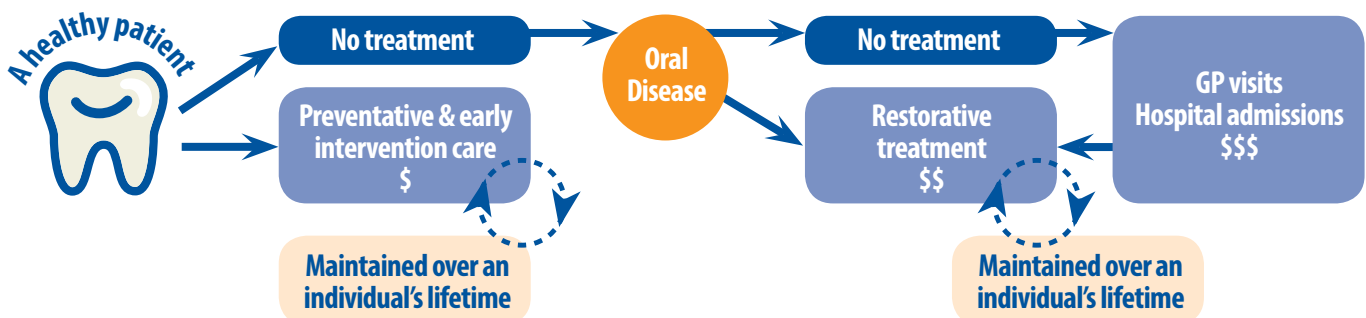 A healthy patient
No treatment
Preventative & early
intervention care
$
Maintained over an
individual's lifetime
Oral
Disease
No treatment
Restorative
treatment
$$
Maintained over an
individual's lifetime
GP visits
Hospital admissions
$$$